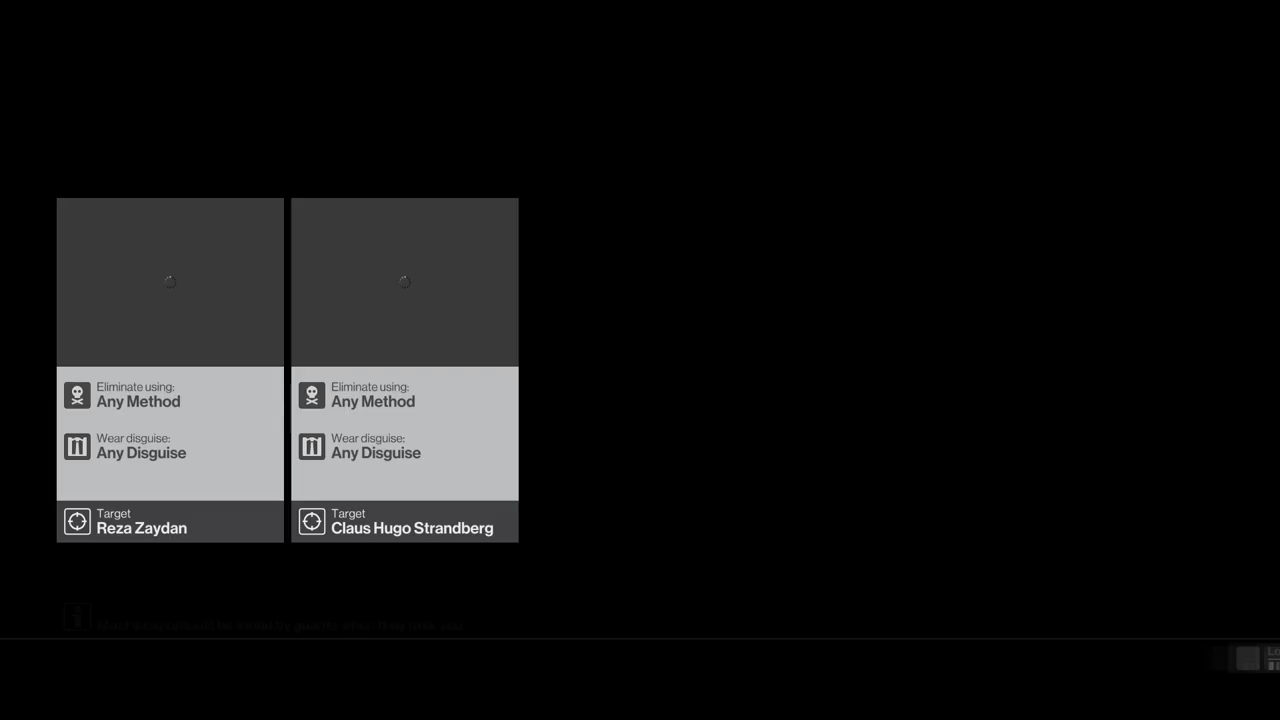 Eliminate using:
Any Method
Wear disguise:
Any Disguise
Target
Reza Zaydan
Eliminate using:
Any Method
Wear disguise:
Any Disguise
Target
Claus Hugo Strandberg